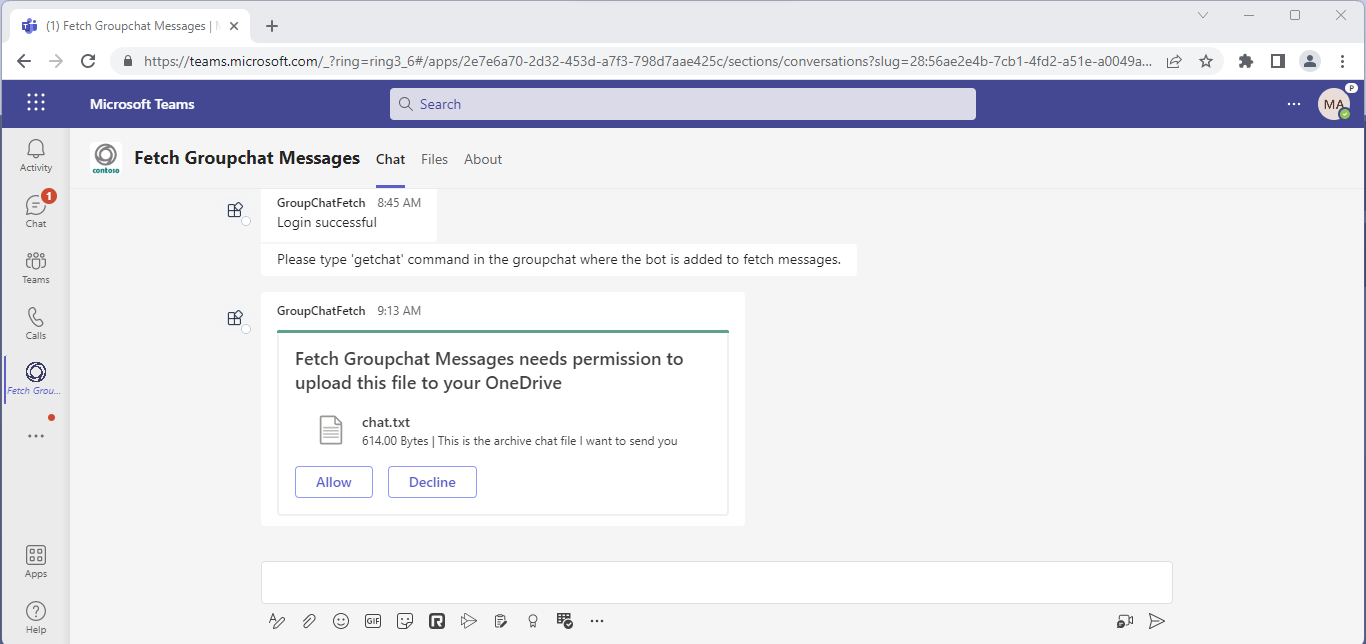 (1) Fetch Groupchat Messages |
https://teams.microsoft.com/_?ring=ring3_6#/apps/2e7e6a70-2d32-453d-a7f3-798d7aae425c/sections/conversations?slug=28:56ae2e4b-7cb1-4fd2-a51e-a0049a...
Microsoft Teams
Search
P
MA
Activity
contoso
Fetch Groupchat Messages
Chat
Files
About
1
Chat
Teams
Calls
Fetch Grou...
GroupChatFetch 8:45 AM
Login successful
Please type 'getchat' command in the groupchat where the bot is added to fetch messages.
GroupChatFetch 9:13 AM
Fetch Groupchat Messages needs permission to
upload this file to your OneDrive
chat.txt
614.00 Bytes | This is the archive chat file I want to send you
Allow
Decline
Apps
Help
GIF